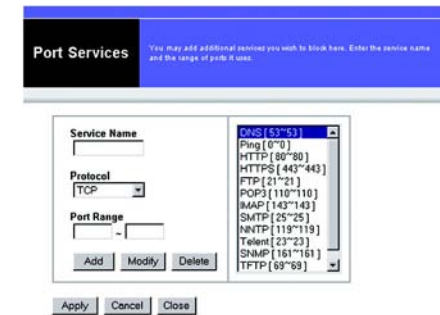 Port Services
You may add additional services you wish to block here. Enter the service name
and the range of ports it uses.
Service Name
Protocol
TCP
Port Range
~
Add
Modify
Delete
DNS [ 53~53 ]
Ping [ 0~0 ]
HTTP [ 80~80 ]
HTTPS [ 443~443 ]
FTP [ 21~21 ]
POP3 [ 110~110 ]
IMAP [ 143~143 ]
SMTP [ 25~25 ]
NNTP [ 119~119 ]
Telent [ 23~23 ]
SNMP [ 161~161 ]
TFTP [ 69~69 ]
Apply
Cancel
Close